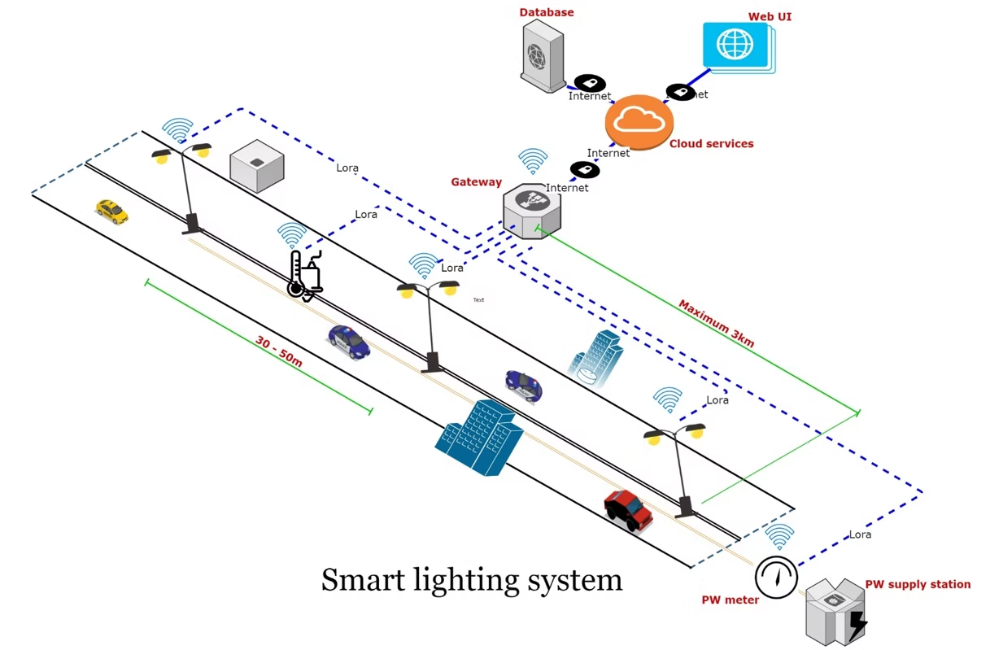 Database
Web UI
Internet
net
Cloud services
Internet
Gateway
Internet
Lora
Lora
Lora
Text
Maximum 3km
30 - 50m
Lora
Lora
PW supply station
PW meter
Smart lighting system